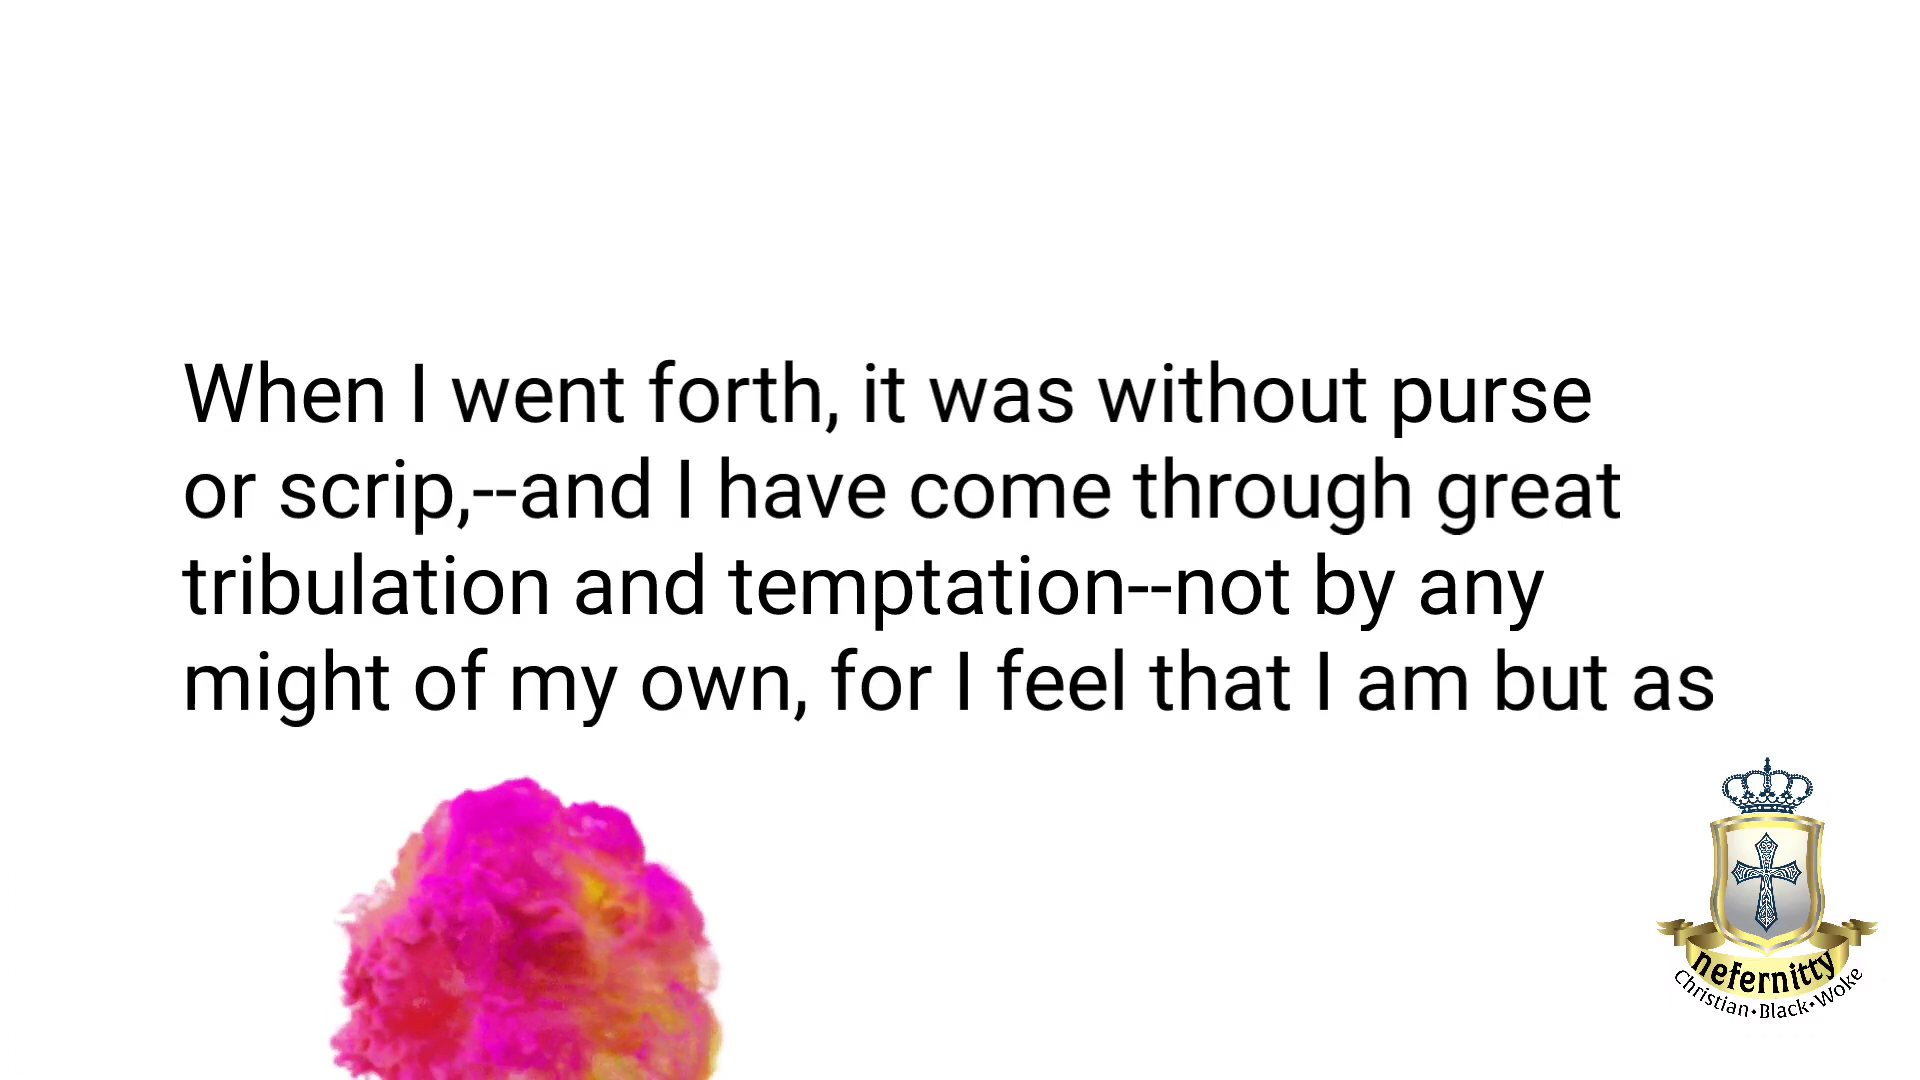 When I went forth, it was without purse
or scrip,--and I have come through great
tribulation and temptation--not by any
might of my own, for I feel that I am but as
nefernitty
Christian•Black•Woke